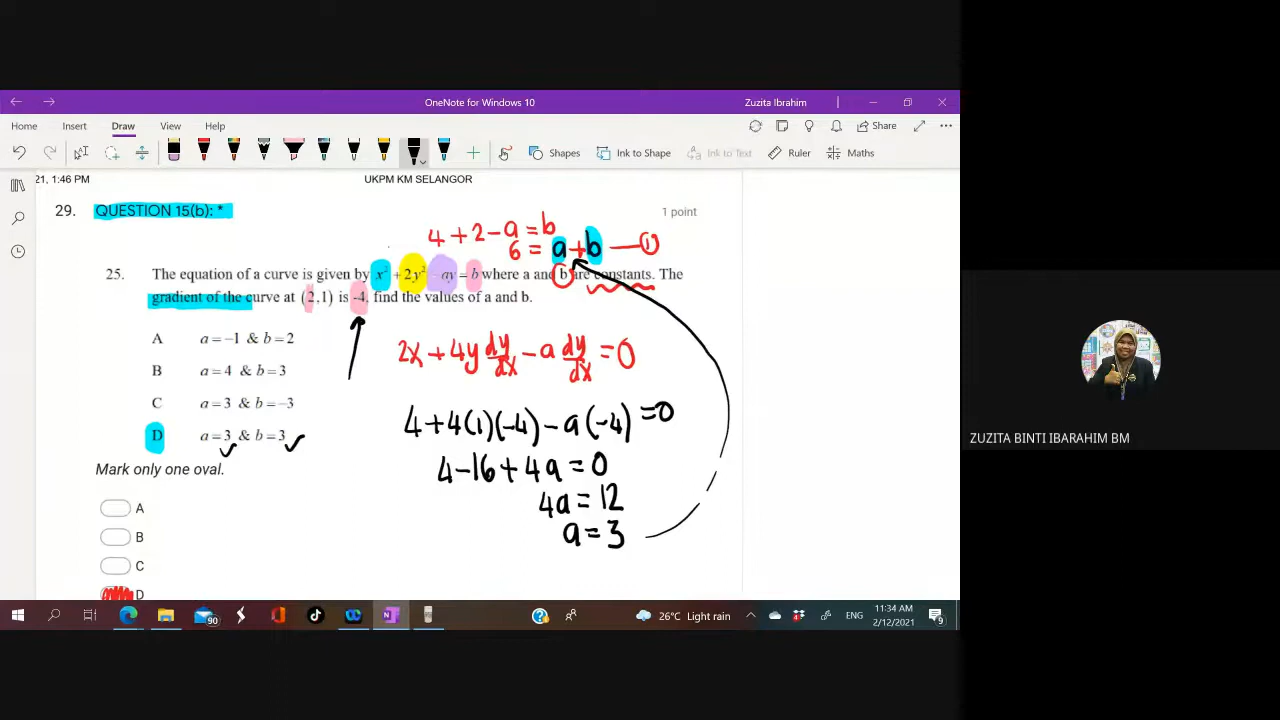 OneNote for Windows 10
Zuzita Ibrahim
Home Insert Draw View Help
Share
Shapes Ink to Shape Ink to Text Ruler Maths
21, 1:46 PM
UKPM KM SELANGOR
29. QUESTION 15(b): *
1 point
4 + 2 - a = b
6 = a + b — ①
25. The equation of a curve is given by x² + 2y² - ay = b where a and b are constants. The
gradient of the curve at (2,1) is -4, find the values of a and b.
A a = -1 & b = 2
B a = 4 & b = 3
C a = 3 & b = -3
D a = 3 & b = 3
2x + 4y dy/dx - a dy/dx = 0
4 + 4(1)(-4) - a(-4) = 0
4 - 16 + 4a = 0
4a = 12
a = 3
Mark only one oval.
A
B
C
D
ZUZITA BINTI IBARAHIM BM
90
26°C Light rain
ENG
11:34 AM
2/12/2021
9